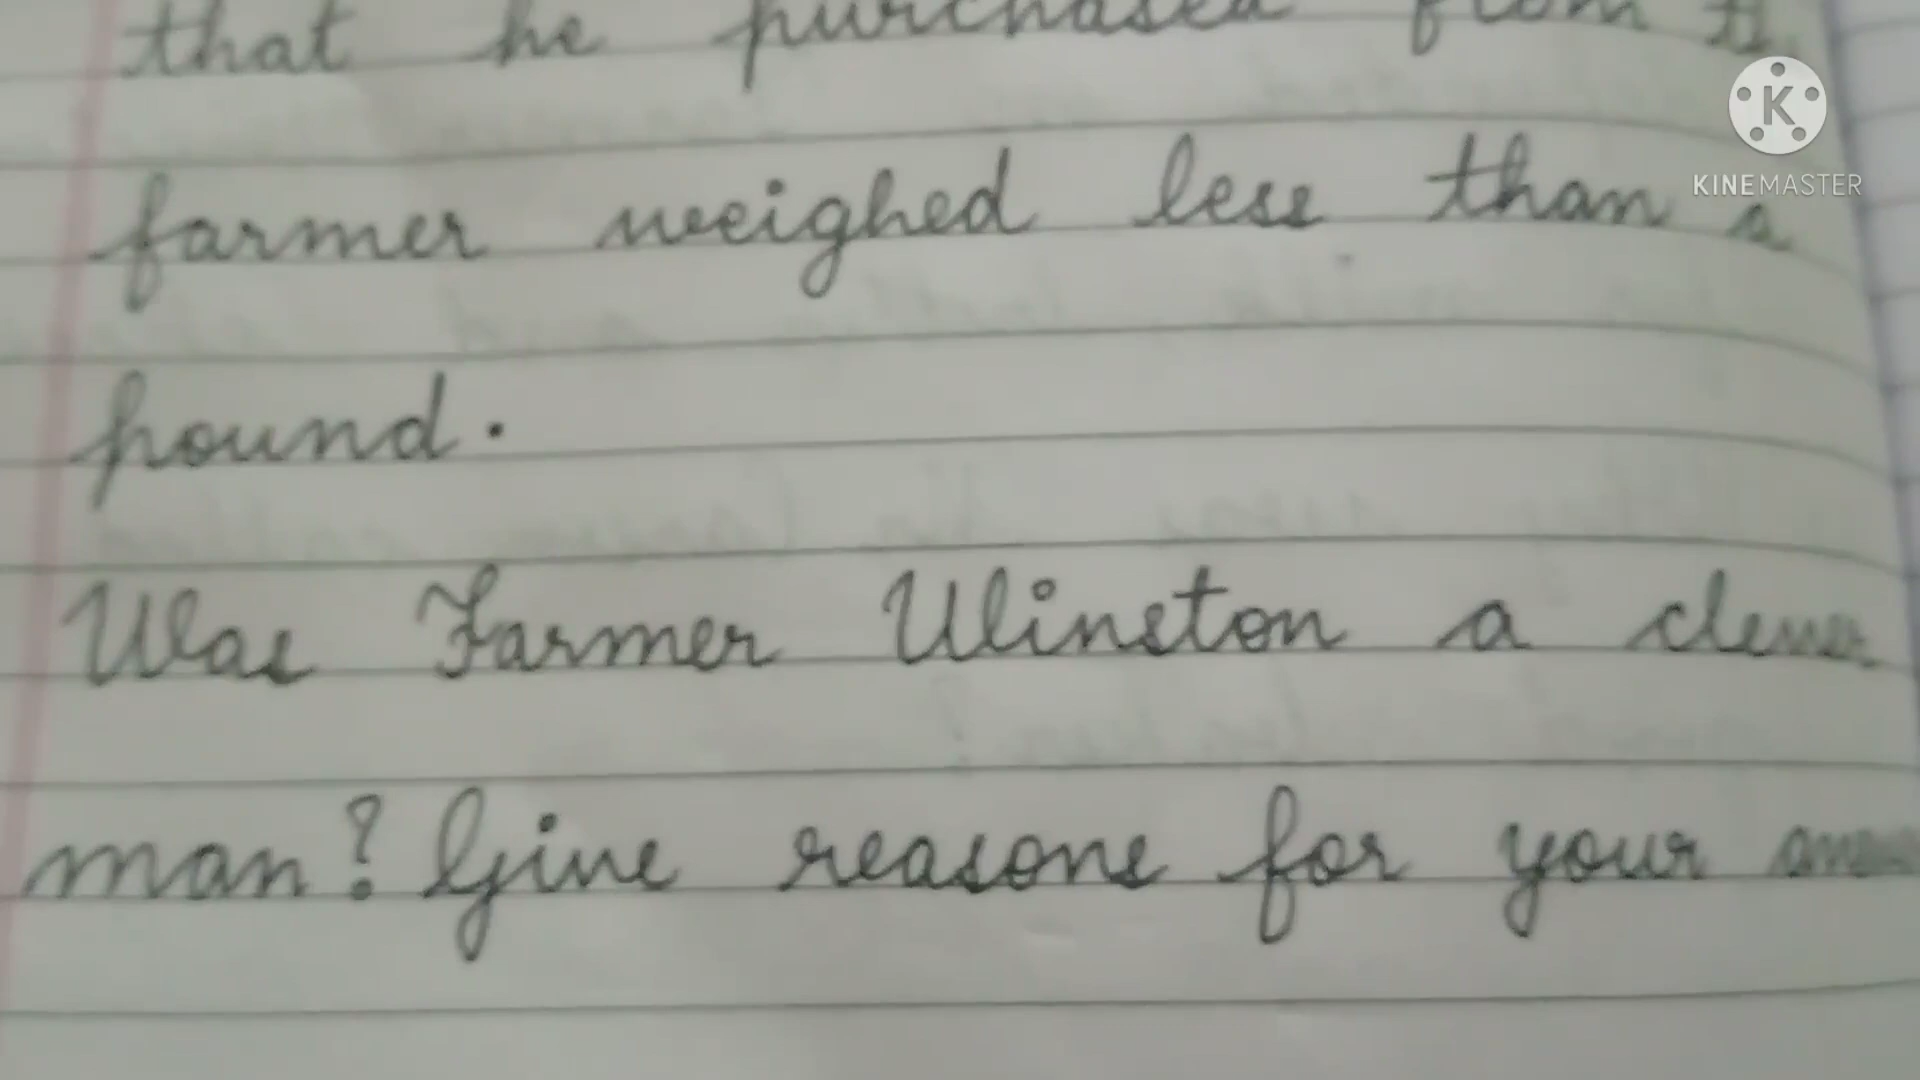 that he purchased from
KINEMASTER
farmer weighed less than a
pound.
Was Farmer Winston a clever
man? Give reasons for your